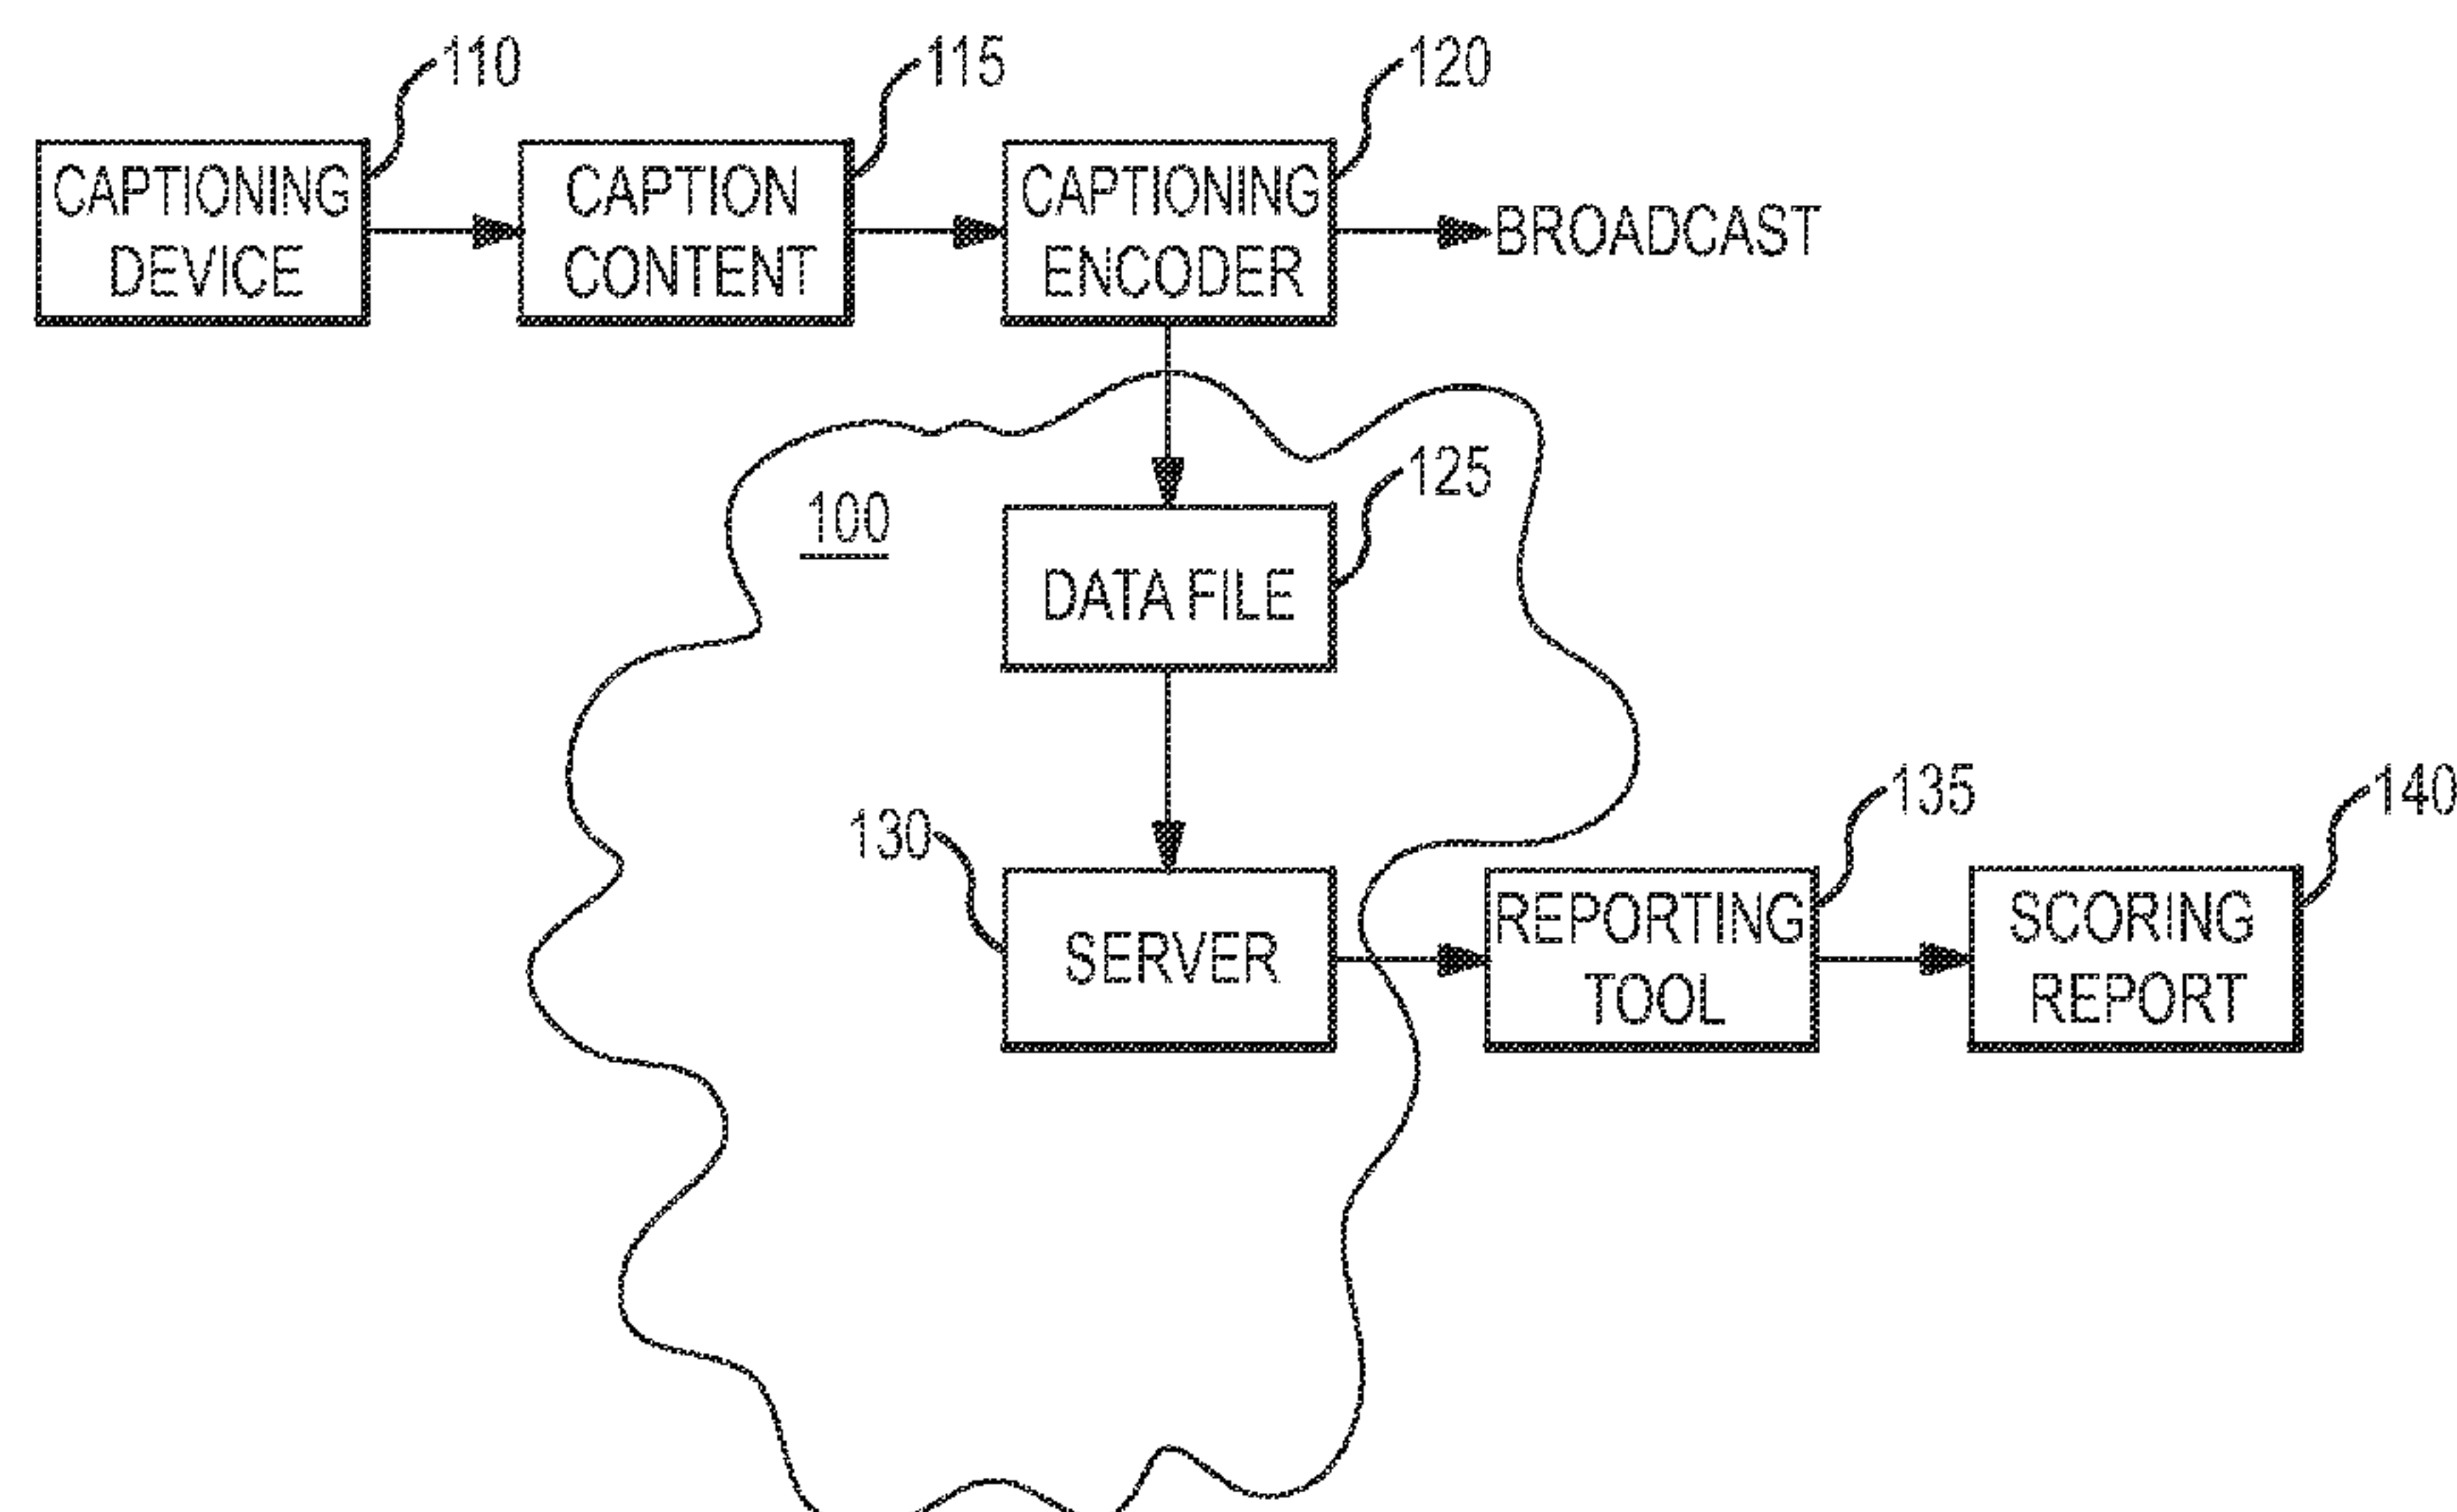 110
115
120
CAPTIONING
DEVICE
CAPTION
CONTENT
CAPTIONING
ENCODER
BROADCAST
125
100
DATA FILE
130
135
140
SERVER
REPORTING
TOOL
SCORING
REPORT